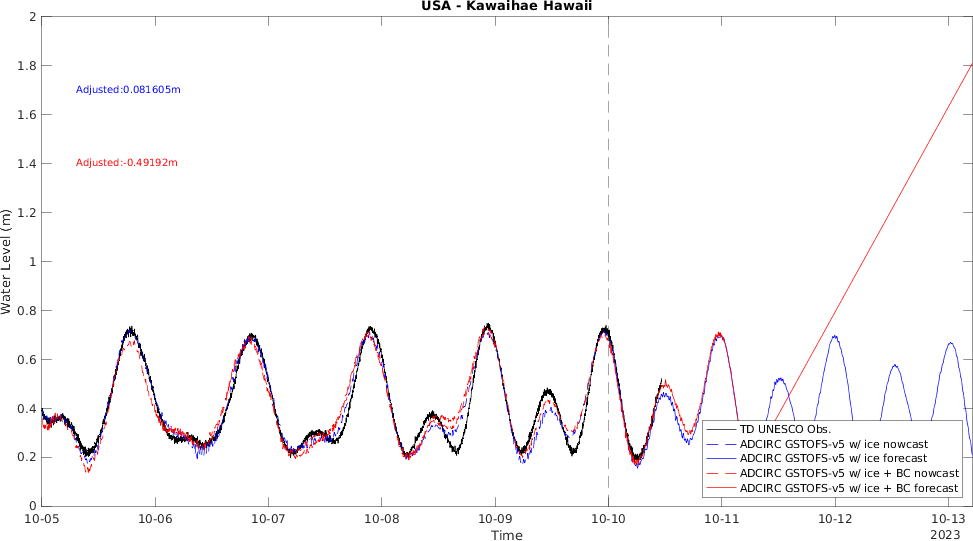 USA - Kawaihae Hawaii
2
1.8
1.6
1.4
1.2
1
0.8
0.6
0.4
0.2
0
Water Level (m)
Adjusted:0.081605m
Adjusted:-0.49192m
TD UNESCO Obs.
ADCIRC GSTOFS-v5 w/ ice nowcast
ADCIRC GSTOFS-v5 w/ ice forecast
ADCIRC GSTOFS-v5 w/ ice + BC nowcast
ADCIRC GSTOFS-v5 w/ ice + BC forecast
10-05 10-06 10-07 10-08 10-09 10-10 10-11 10-12 10-13
2023
Time